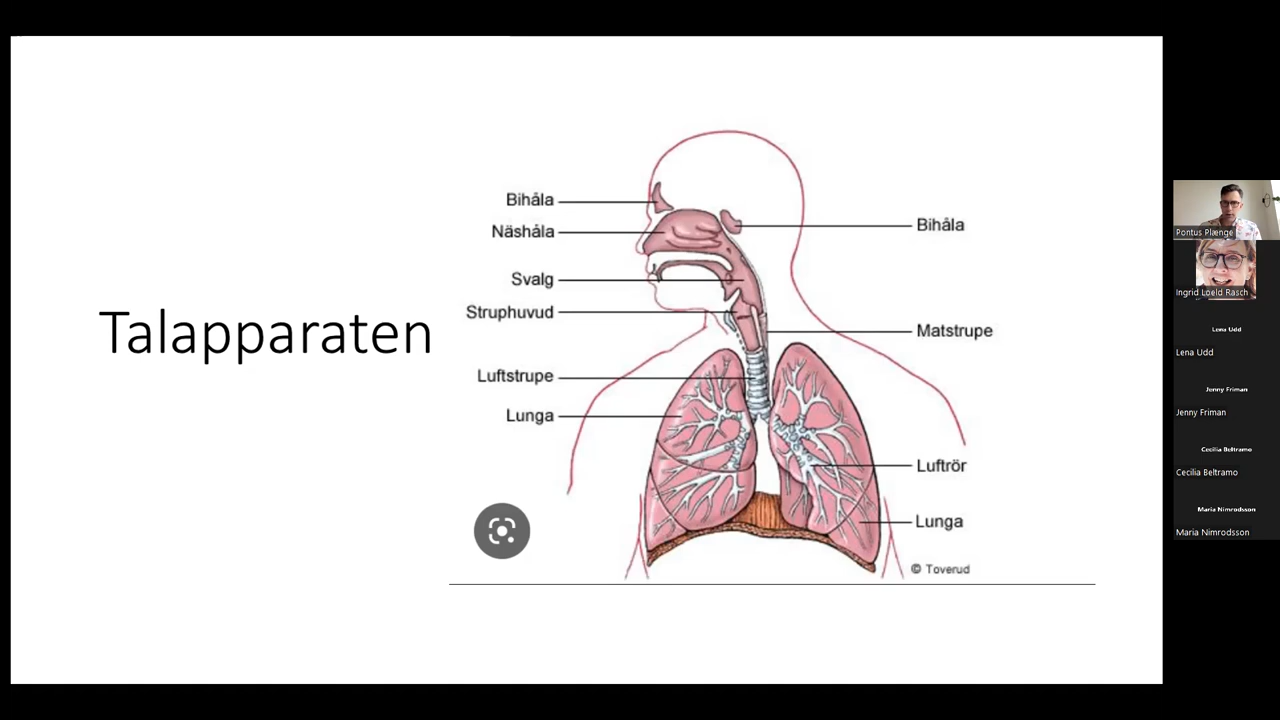 Talapparaten
Bihåla
Näshåla
Svalg
Struphuvud
Luftstrupe
Lunga
Bihåla
Matstrupe
Luftrör
Lunga
© Toverud
Pontus Plænge
Ingrid Loeld Rasch
Lena Udd
Lena Udd
Jenny Friman
Jenny Friman
Cecilia Beltramo
Cecilia Beltramo
Maria Nimrodsson
Maria Nimrodsson